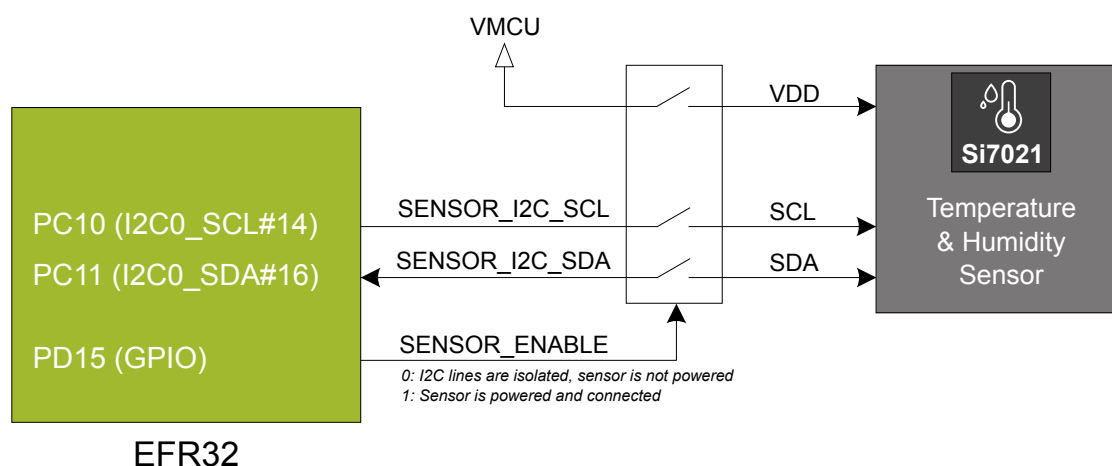 VMCU
VDD
Si7021
PC10 (I2C0_SCL#14)
SENSOR_I2C_SCL
SCL
Temperature
& Humidity
Sensor
PC11 (I2C0_SDA#16)
SENSOR_I2C_SDA
SDA
PD15 (GPIO)
SENSOR_ENABLE
0: I2C lines are isolated, sensor is not powered
1: Sensor is powered and connected
EFR32